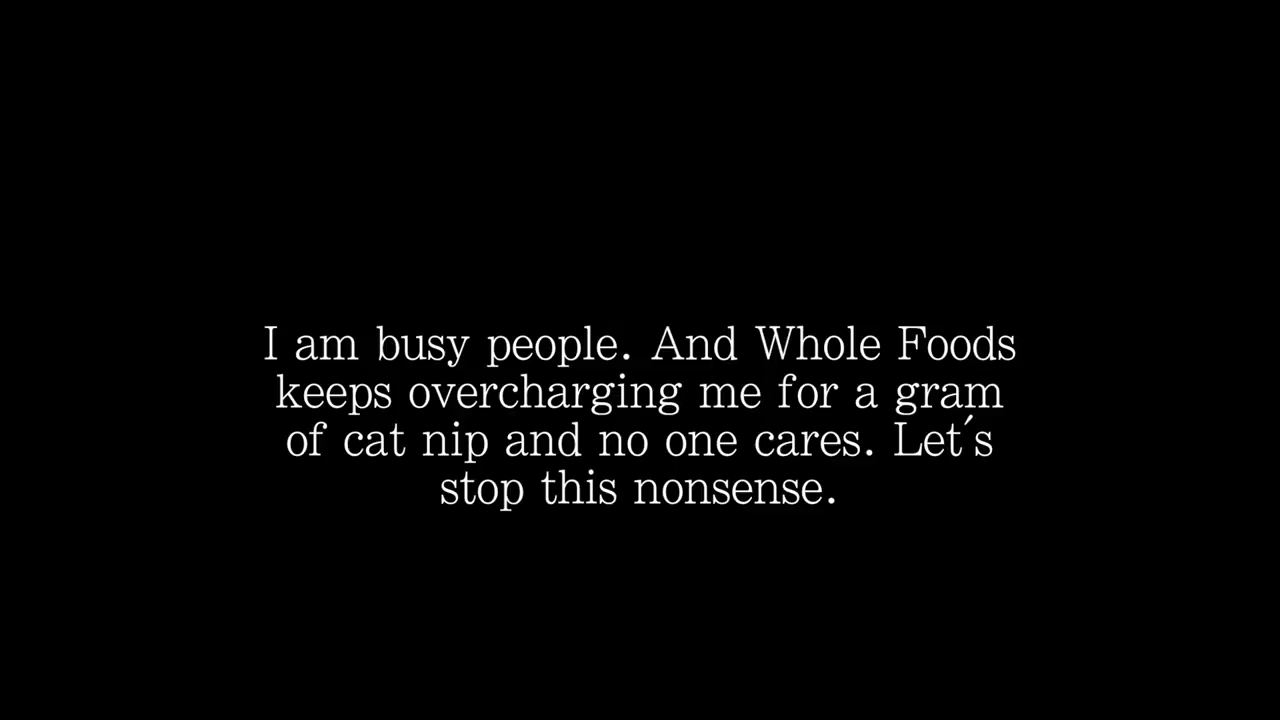 I am busy people. And Whole Foods
keeps overcharging me for a gram
of cat nip and no one cares. Let's
stop this nonsense.